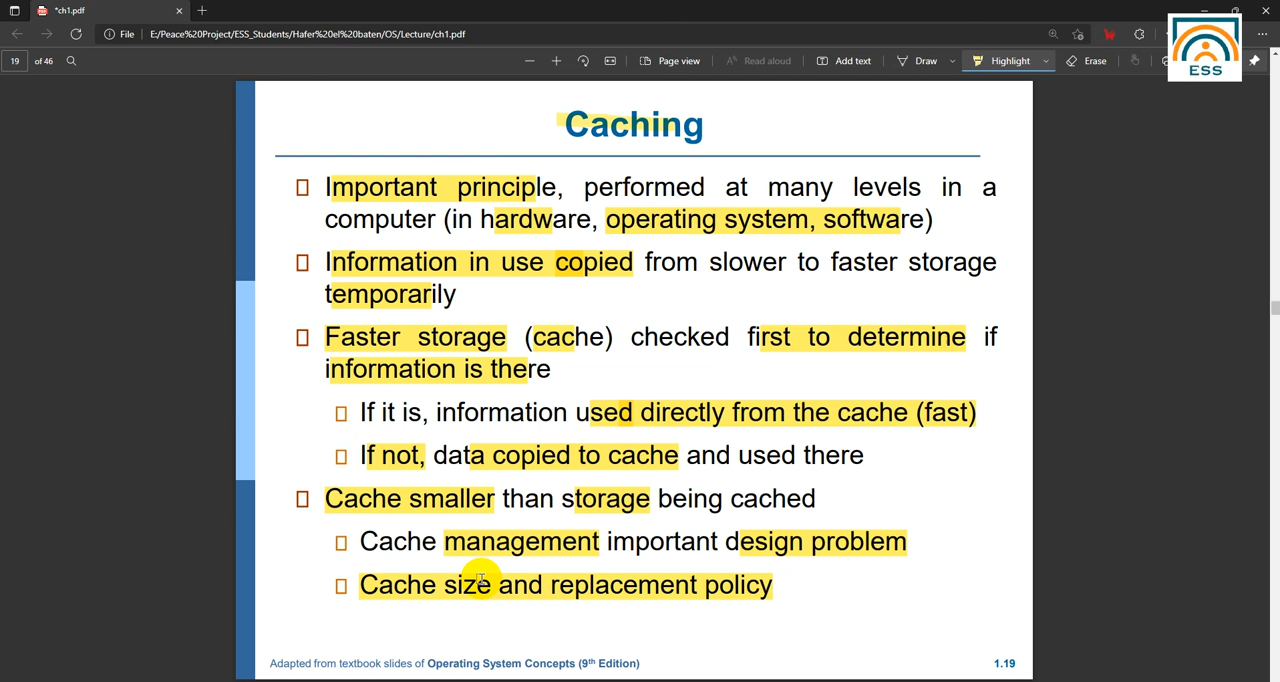 *ch1.pdf
File E:/Peace%20Project/ESS_Students/Hafer%20el%20baten/OS/Lecture/ch1.pdf
19 of 46 Page view Read aloud Add text Draw Highlight Erase
ESS
Caching
Important principle, performed at many levels in a
computer (in hardware, operating system, software)
Information in use copied from slower to faster storage
temporarily
Faster storage (cache) checked first to determine if
information is there
If it is, information used directly from the cache (fast)
If not, data copied to cache and used there
Cache smaller than storage being cached
Cache management important design problem
Cache size and replacement policy
Adapted from textbook slides of Operating System Concepts (9th Edition)
1.19